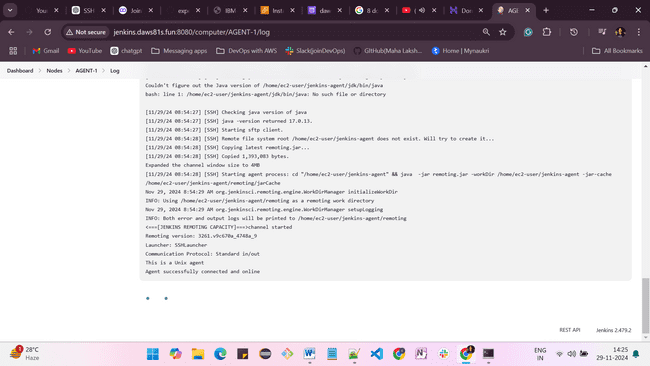 You
SSH
Join
exp
IBM
Inst
daw
8 di
(
Do
AGE
Not secure jenkins.daws81s.fun:8080/computer/AGENT-1/log
Gmail YouTube chatgpt Messaging apps DevOps with AWS Slack(joinDevOps) GitHub(Maha l.aksh... Home | Mynaukri All Bookmarks
Dashboard > Nodes > AGENT-1 > Log
Couldn't figure out the Java version of /home/ec2-user/jenkins-agent/jdk/bin/java
bash: line 1: /home/ec2-user/jenkins-agent/jdk/bin/java: No such file or directory
[11/29/24 08:54:27] [SSH] Checking java version of java
[11/29/24 08:54:27] [SSH] java -version returned 17.0.13.
[11/29/24 08:54:27] [SSH] Starting sftp client.
[11/29/24 08:54:28] [SSH] Remote file system root /home/ec2-user/jenkins-agent does not exist. Will try to create it...
[11/29/24 08:54:28] [SSH] Copying latest remoting.jar...
[11/29/24 08:54:28] [SSH] Copied 1,393,083 bytes.
Expanded the channel window size to 4MB
[11/29/24 08:54:28] [SSH] Starting agent process: cd "/home/ec2-user/jenkins-agent" && java -jar remoting.jar -workDir /home/ec2-user/jenkins-agent -jar-cache
/home/ec2-user/jenkins-agent/remoting/jarCache
Nov 29, 2024 8:54:29 AM org.jenkinsci.remoting.engine.WorkDirManager initializeWorkDir
INFO: Using /home/ec2-user/jenkins-agent/remoting as a remoting work directory
Nov 29, 2024 8:54:29 AM org.jenkinsci.remoting.engine.WorkDirManager setupLogging
INFO: Both error and output logs will be printed to /home/ec2-user/jenkins-agent/remoting
<===[JENKINS REMOTING CAPACITY]===>channel started
Remoting version: 3261.v9c670a_4748a_9
Launcher: SSHLauncher
Communication Protocol: Standard in/out
This is a Unix agent
Agent successfully connected and online
REST API Jenkins 2.479.2
28°C
Haze
ENG
IN
14:25
29-11-2024